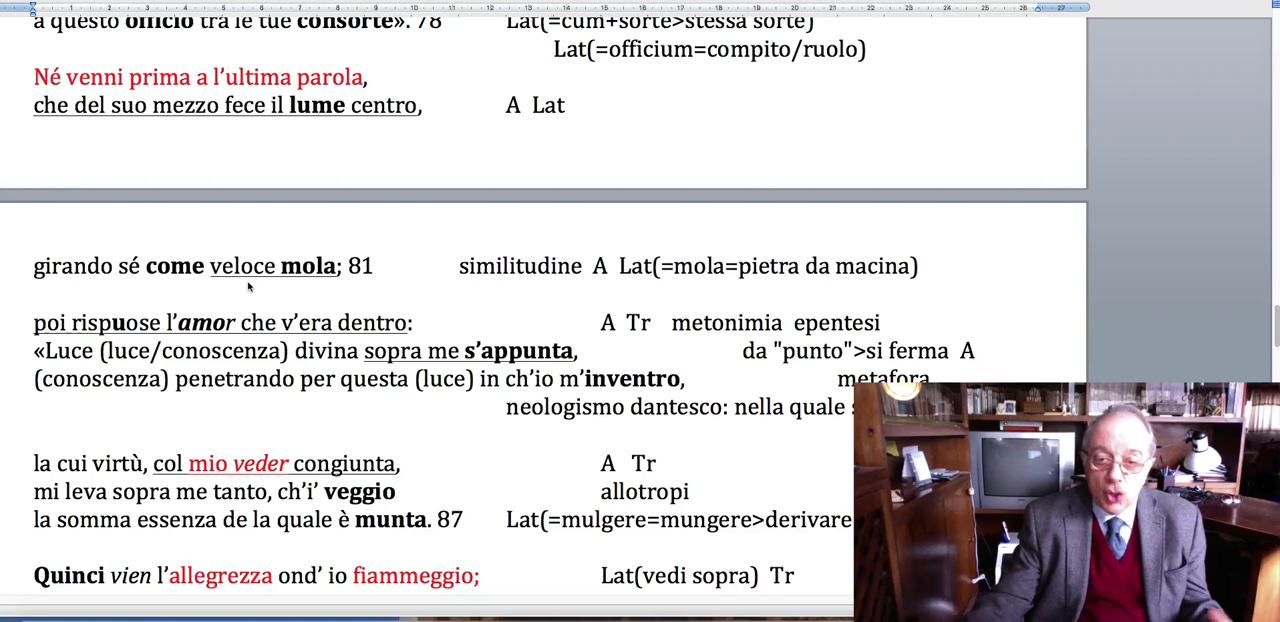 a questo officio tra le tue consorte». 78 Lat(=cum+sorte>stessa sorte)
Lat(=officium=compito/ruolo)
Né venni prima a l'ultima parola,
che del suo mezzo fece il lume centro, A Lat
girando sé come veloce mola; 81 similitudine A Lat(=mola=pietra da macina)
poi rispuose l'amor che v'era dentro: A Tr metonimia epentesi
«Luce (luce/conoscenza) divina sopra me s'appunta, da "punto">si ferma A
(conoscenza) penetrando per questa (luce) in ch'io m'inventro, metafora
neologismo dantesco: nella quale
la cui virtù, col mio veder congiunta, A Tr
mi leva sopra me tanto, ch'i' veggio allotropi
la somma essenza de la quale è munta. 87 Lat(=mulgere=mungere>derivare
Quinci vien l'allegrezza ond' io fiammeggio; Lat(vedi sopra) Tr